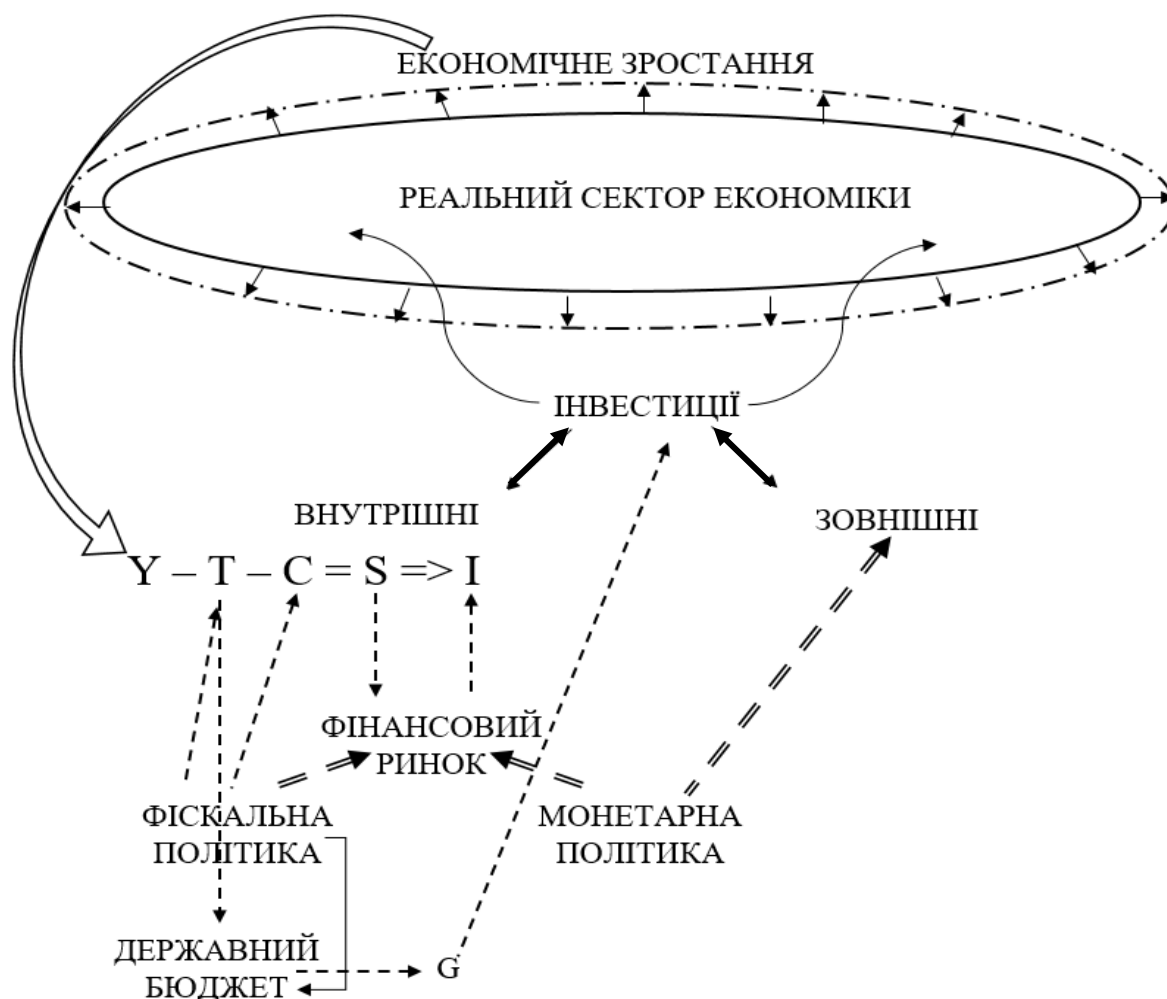 ЕКОНОМІЧНЕ ЗРОСТАННЯ
РЕАЛЬНИЙ СЕКТОР ЕКОНОМІКИ
ІНВЕСТИЦІЇ
ВНУТРІШНІ
ЗОВНІШНІ
Y – T – C = S => I
ФІНАНСОВИЙ
РИНОК
ФІСКАЛЬНА
ПОЛІТИКА
МОНЕТАРНА
ПОЛІТИКА
ДЕРЖАВНИЙ
БЮДЖЕТ
G